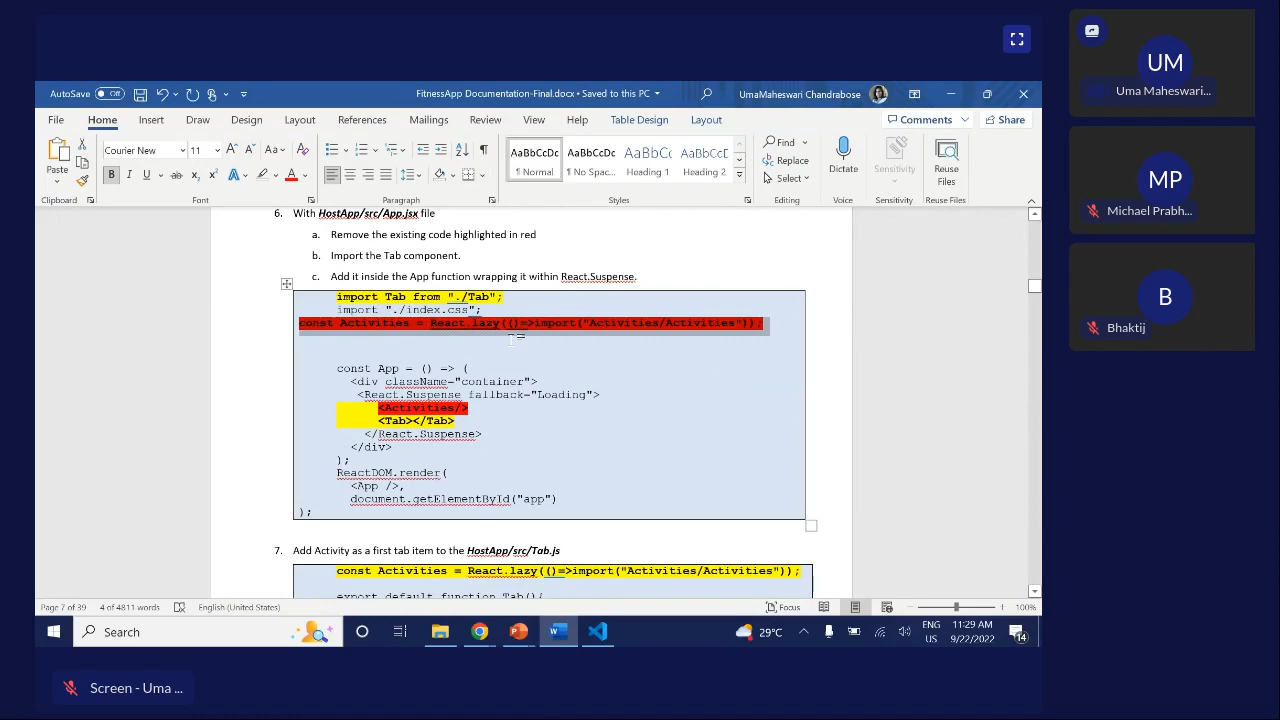 AutoSave Off FitnessApp Documentation-Final.docx • Saved to this PC UmaMaheswari Chandrabose
File Home Insert Draw Design Layout References Mailings Review View Help Table Design Layout Comments Share
Paste Courier New 11 Aa
AaBbCcDc AaBbCcDc AaBbCc AaBbCcD
¶ Normal ¶ No Spac... Heading 1 Heading 2
Find Replace Select
Dictate Sensitivity Reuse Files
Clipboard Font Paragraph Styles Editing Voice Sensitivity Reuse Files
6. With HostApp/src/App.jsx file
a. Remove the existing code highlighted in red
b. Import the Tab component.
c. Add it inside the App function wrapping it within React.Suspense.
import Tab from "./Tab";
import "./index.css";
const Activities = React.lazy(()=>import("Activities/Activities"));
const App = () => (
<div className="container">
<React.Suspense fallback="Loading">
<Activities/>
<Tab></Tab>
</React.Suspense>
</div>
);
ReactDOM.render(
<App />,
document.getElementById("app")
);
7. Add Activity as a first tab item to the HostApp/src/Tab.js
const Activities = React.lazy(()=>import("Activities/Activities"));
export default function Tab(){
Page 7 of 39 4 of 4811 words English (United States) Focus 100%
Search 29°C ENG US 11:29 AM 9/22/2022 14
Screen - Uma ...
UM
Uma Maheswari...
MP
Michael Prabh...
B
Bhaktij